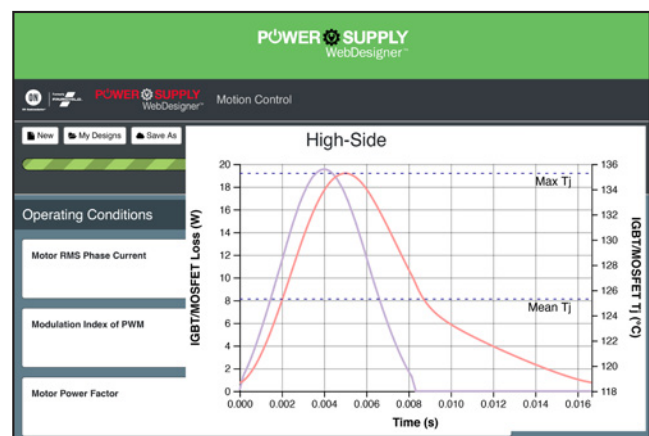 POWER SUPPLY
WebDesigner™
ON
POWER SUPPLY
WebDesigner™
Motion Control
New
My Designs
Save As
High-Side
Operating Conditions
Motor RMS Phase Current
Modulation Index of PWM
Motor Power Factor
IGBT/MOSFET Loss (W)
20
18
16
14
12
10
8
6
4
2
0
Max Tj
Mean Tj
136
134
130
128
126
124
122
120
118
IGBT/MOSFET Tj (°C)
0.000 0.002 0.004 0.006 0.008 0.010 0.012 0.014 0.016
Time (s)